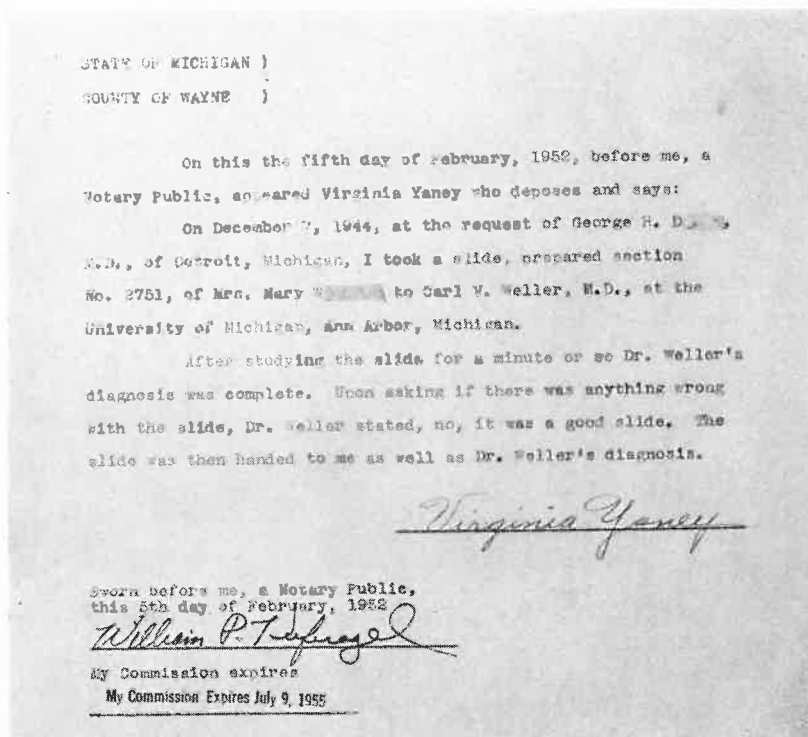 STATE OF MICHIGAN )
COUNTY OF WAYNE )
On this the fifth day of February, 1952, before me, a
Notary Public, appeared Virginia Yaney who deposes and says:
On December 7, 1944, at the request of George H. D
M.D., of Detroit, Michigan, I took a slide, prepared section
No. 2751, of Mrs. Mary W to Carl V. Weller, M.D., at the
University of Michigan, Ann Arbor, Michigan.
After studying the slide for a minute or so Dr. Weller's
diagnosis was complete. Upon asking if there was anything wrong
with the slide, Dr. Weller stated, no, it was a good slide. The
slide was then handed to me as well as Dr. Weller's diagnosis.
Virginia Yaney
Sworn before me, a Notary Public,
this 5th day of February, 1952
William P.
My Commission expires
My Commission Expires July 9, 1955